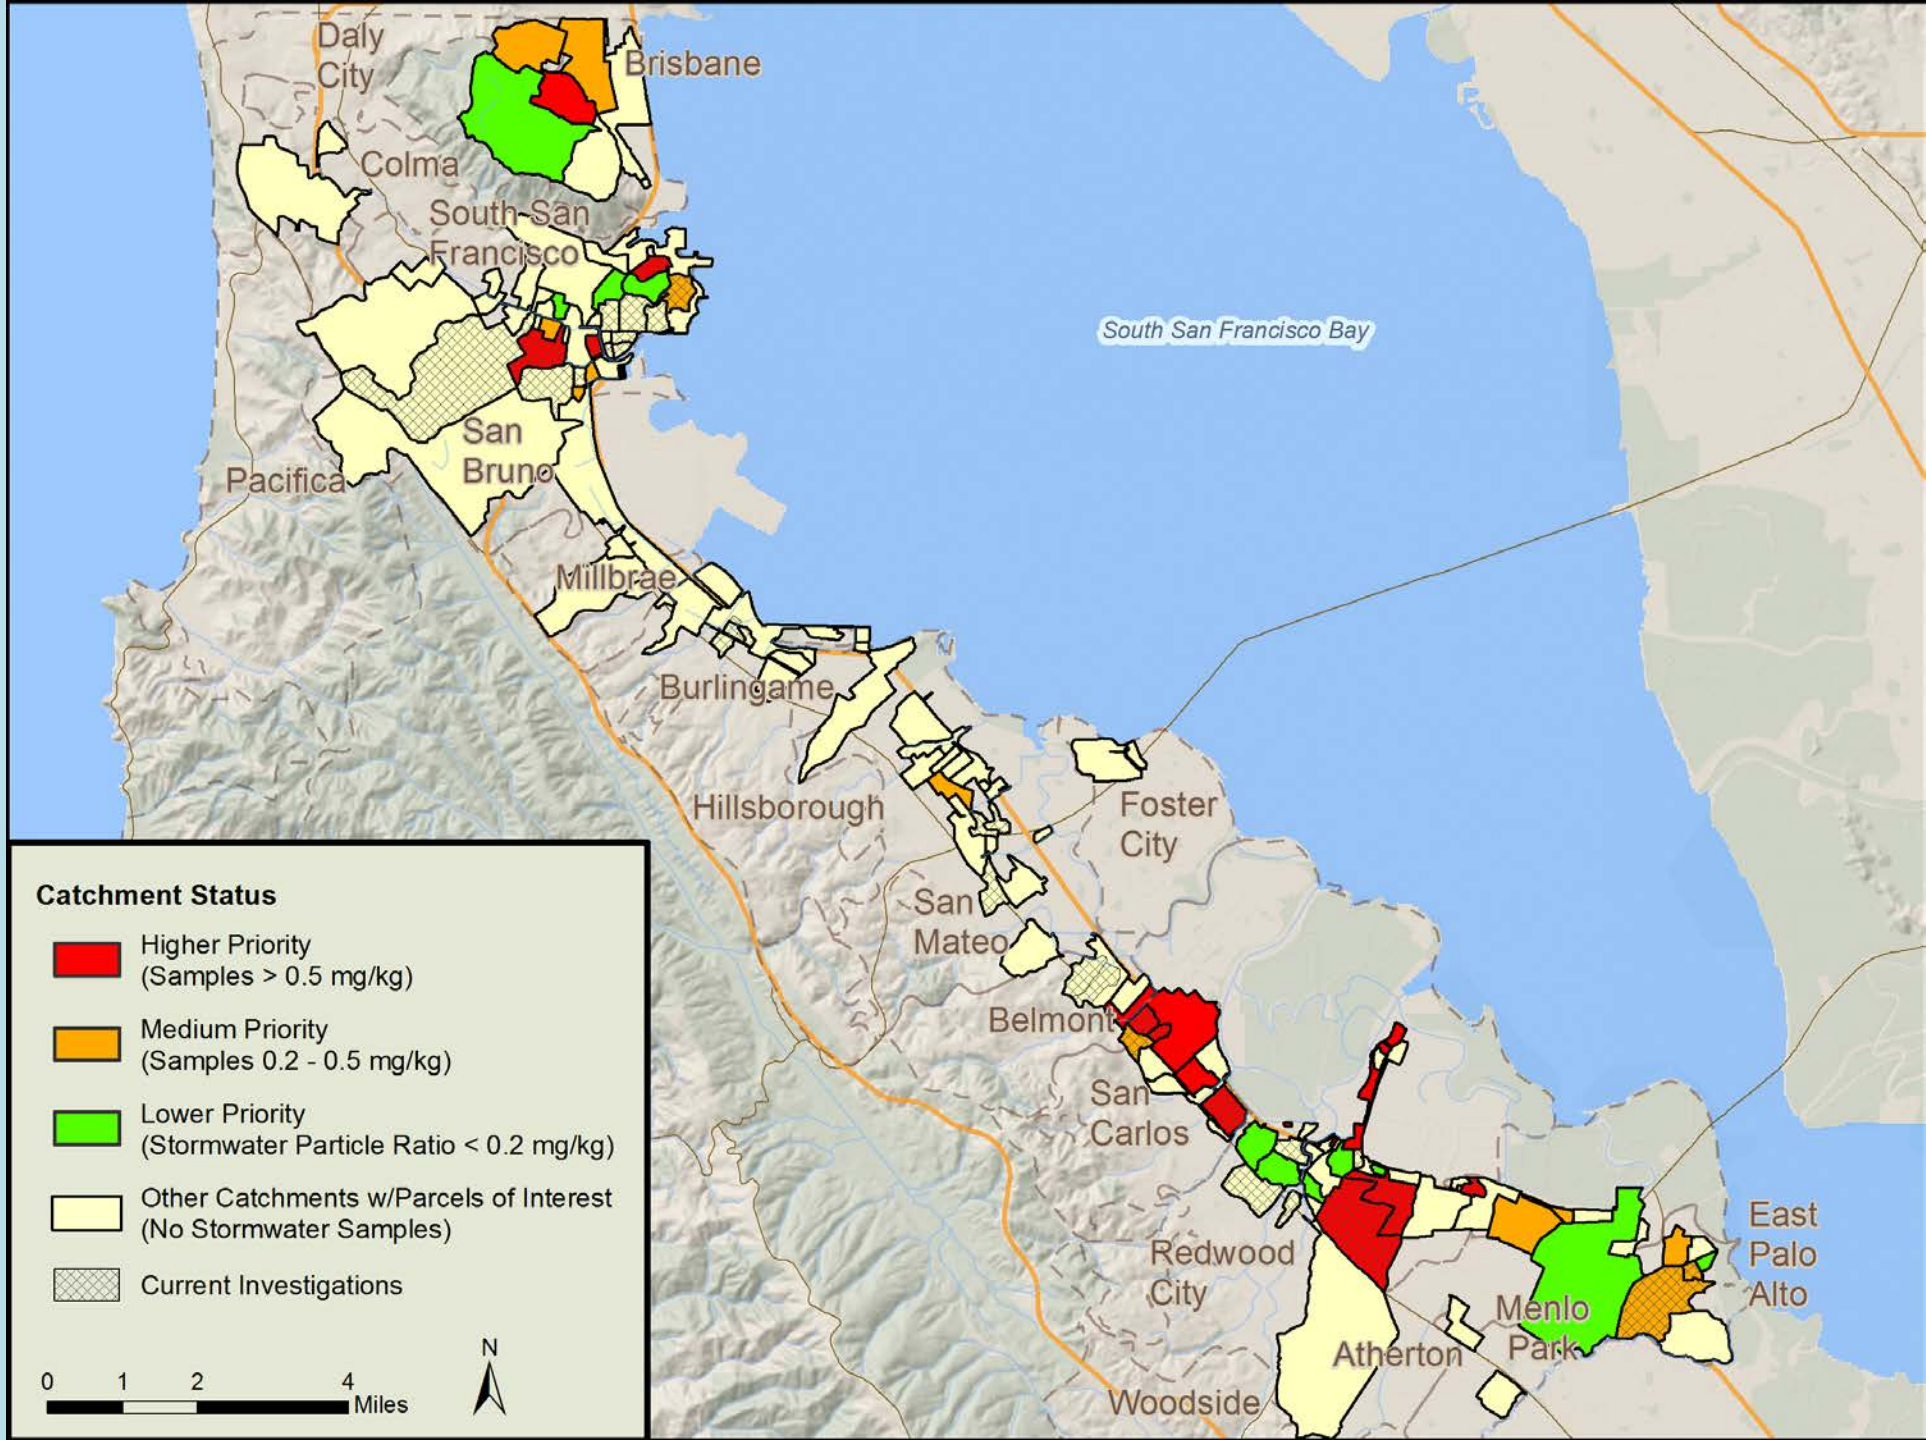 Daly
City
Brisbane
Colma
South San
Francisco
South San Francisco Bay
San
Bruno
Pacifica
Millbrae
Burlingame
Hillsborough
Foster
City
San
Mateo
Belmont
San
Carlos
Redwood
City
East
Palo
Alto
Menlo
Park
Atherton
Woodside
Catchment Status
Higher Priority
(Samples > 0.5 mg/kg)
Medium Priority
(Samples 0.2 - 0.5 mg/kg)
Lower Priority
(Stormwater Particle Ratio < 0.2 mg/kg)
Other Catchments w/Parcels of Interest
(No Stormwater Samples)
Current Investigations
N
0 1 2 4
Miles